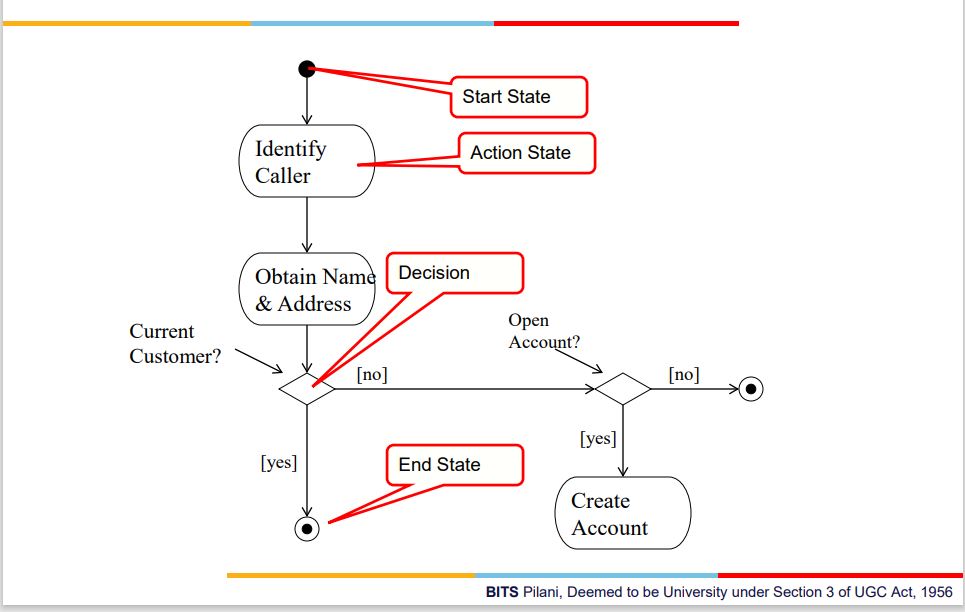 Start State
Identify
Caller
Action State
Obtain Name
& Address
Decision
Current
Customer?
Open
Account?
[no]
[no]
[yes]
[yes]
End State
Create
Account
BITS Pilani, Deemed to be University under Section 3 of UGC Act, 1956